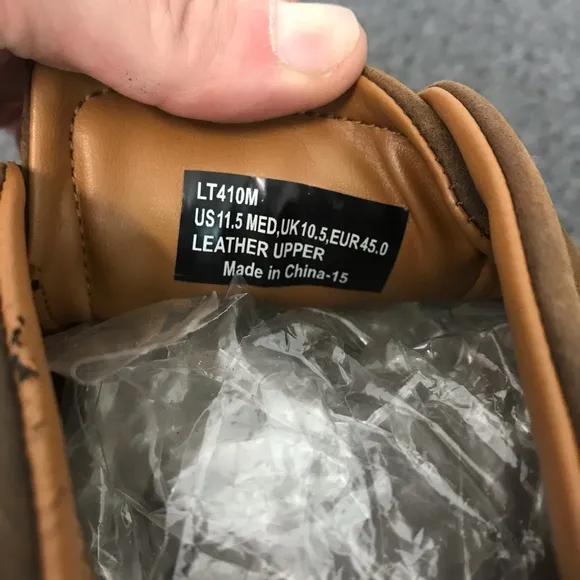 LT410M
US11.5 MED,UK10.5,EUR45.0
LEATHER UPPER
Made in China-15